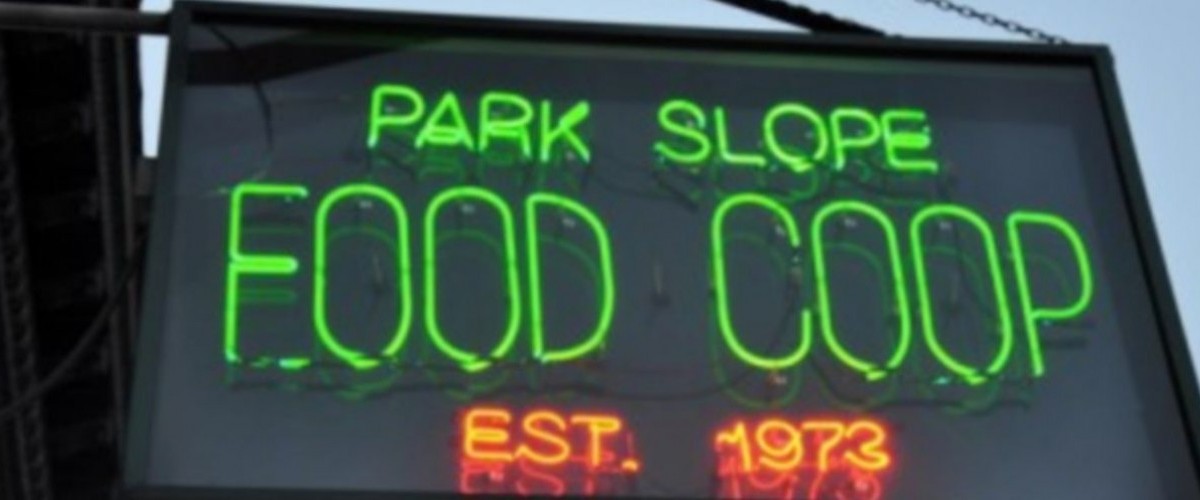 PARK SLOPE
FOOD COOP
EST. 1973